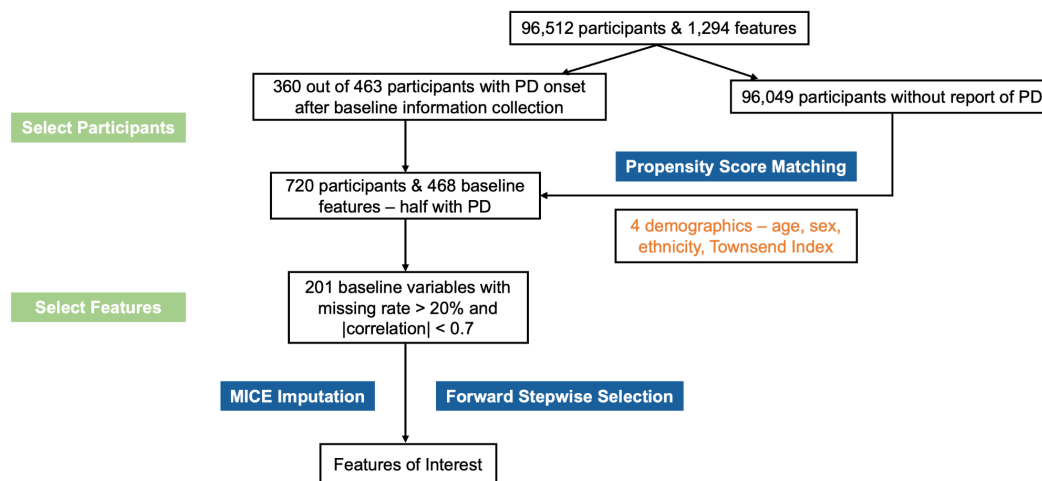 96,512 participants & 1,294 features
360 out of 463 participants with PD onset
after baseline information collection
96,049 participants without report of PD
Select Participants
Propensity Score Matching
720 participants & 468 baseline
features – half with PD
4 demographics – age, sex,
ethnicity, Townsend Index
201 baseline variables with
missing rate > 20% and
|correlation| < 0.7
Select Features
MICE Imputation
Forward Stepwise Selection
Features of Interest